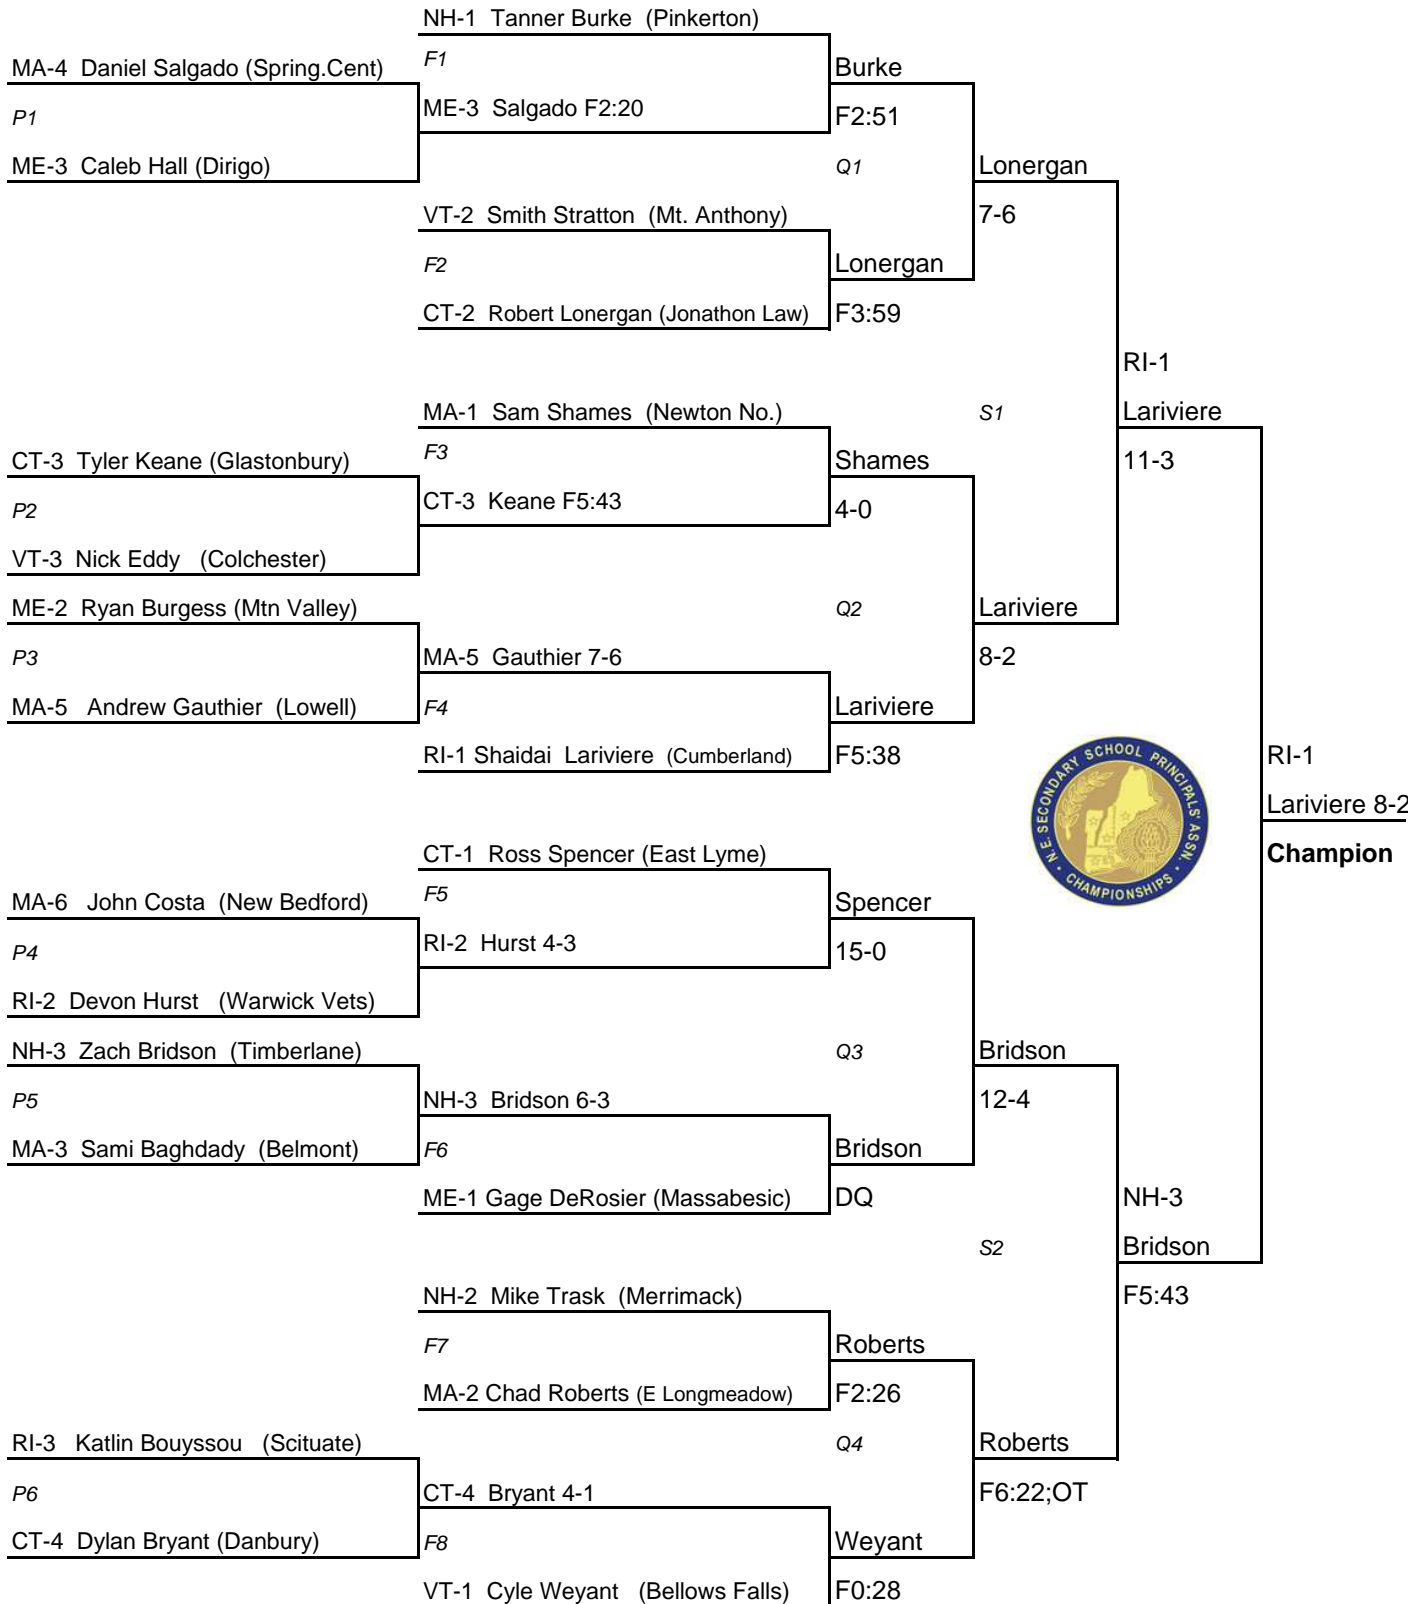 NH-1 Tanner Burke (Pinkerton)
F1
MA-4 Daniel Salgado (Spring.Cent)
Burke
P1
ME-3 Salgado F2:20
F2:51
ME-3 Caleb Hall (Dirigo)
Q1
Lonergan
VT-2 Smith Stratton (Mt. Anthony)
7-6
F2
Lonergan
CT-2 Robert Lonergan (Jonathon Law)
F3:59
RI-1
MA-1 Sam Shames (Newton No.)
S1
Lariviere
F3
CT-3 Tyler Keane (Glastonbury)
Shames
11-3
P2
CT-3 Keane F5:43
4-0
VT-3 Nick Eddy (Colchester)
ME-2 Ryan Burgess (Mtn Valley)
Q2
Lariviere
P3
MA-5 Gauthier 7-6
8-2
MA-5 Andrew Gauthier (Lowell)
F4
Lariviere
RI-1 Shaidai Lariviere (Cumberland)
F5:38
N.E. SECONDARY SCHOOL PRINCIPALS' ASSN.
• CHAMPIONSHIPS •
RI-1
Lariviere 8-2
Champion
CT-1 Ross Spencer (East Lyme)
F5
MA-6 John Costa (New Bedford)
Spencer
P4
RI-2 Hurst 4-3
15-0
RI-2 Devon Hurst (Warwick Vets)
NH-3 Zach Bridson (Timberlane)
Q3
Bridson
P5
NH-3 Bridson 6-3
12-4
MA-3 Sami Baghdady (Belmont)
F6
Bridson
ME-1 Gage DeRosier (Massabesic)
DQ
NH-3
S2
Bridson
NH-2 Mike Trask (Merrimack)
F5:43
F7
Roberts
MA-2 Chad Roberts (E Longmeadow)
F2:26
RI-3 Katlin Bouyssou (Scituate)
Q4
Roberts
P6
CT-4 Bryant 4-1
F6:22;OT
CT-4 Dylan Bryant (Danbury)
F8
Weyant
VT-1 Cyle Weyant (Bellows Falls)
F0:28